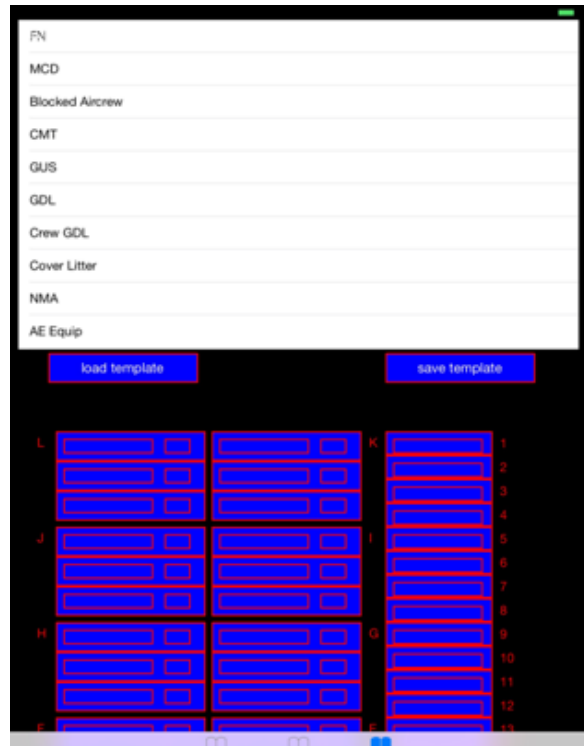 FN
MCD
Blocked Aircrew
CMT
GUS
GDL
Crew GDL
Cover Litter
NMA
AE Equip
load template save template
L K 1
2
3
4
J I 5
6
7
8
H G 9
10
11
12
F E 13